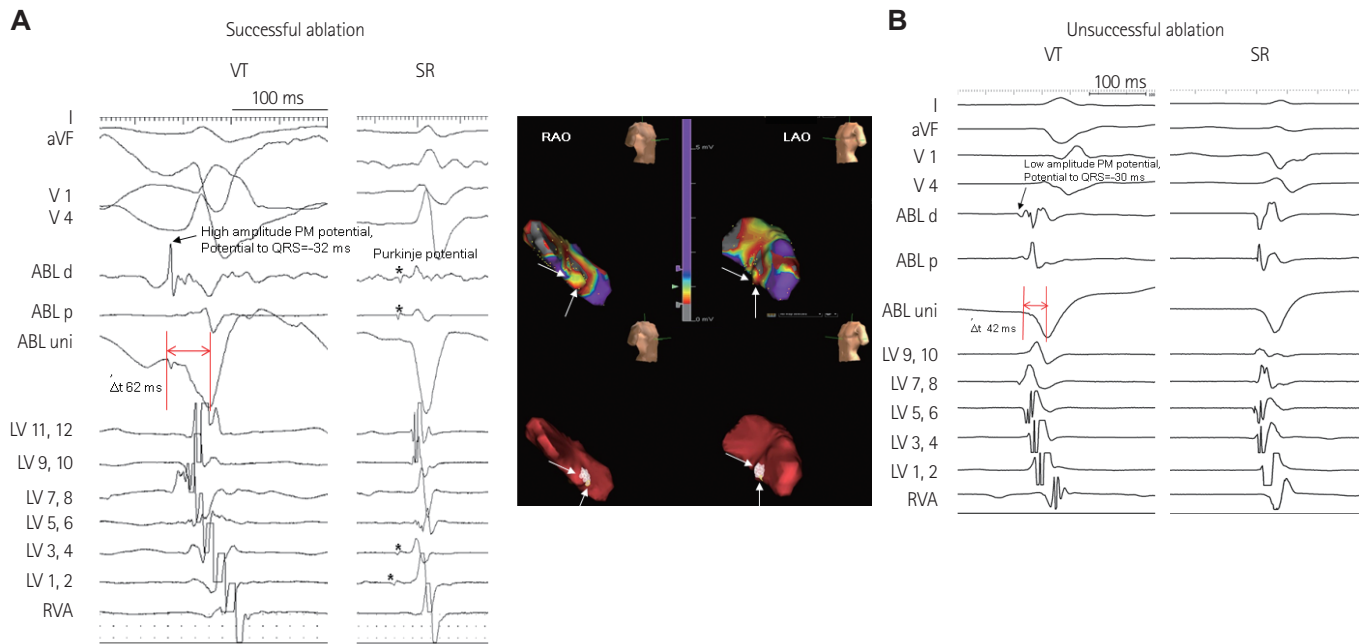 A
Successful ablation
VT
SR
100 ms
I
aVF
V 1
V 4
High amplitude PM potential,
Potential to QRS=-32 ms
Purkinje potential
ABL d
*
ABL p
*
ABL uni
Δt 62 ms
LV 11, 12
LV 9, 10
LV 7, 8
LV 5, 6
LV 3, 4
*
LV 1, 2
*
RVA
RAO
LAO
5 mV
0 mV
B
Unsuccessful ablation
VT
SR
100 ms
I
aVF
V 1
Low amplitude PM potential,
Potential to QRS=-30 ms
V 4
ABL d
ABL p
ABL uni
Δt 42 ms
LV 9, 10
LV 7, 8
LV 5, 6
LV 3, 4
LV 1, 2
RVA